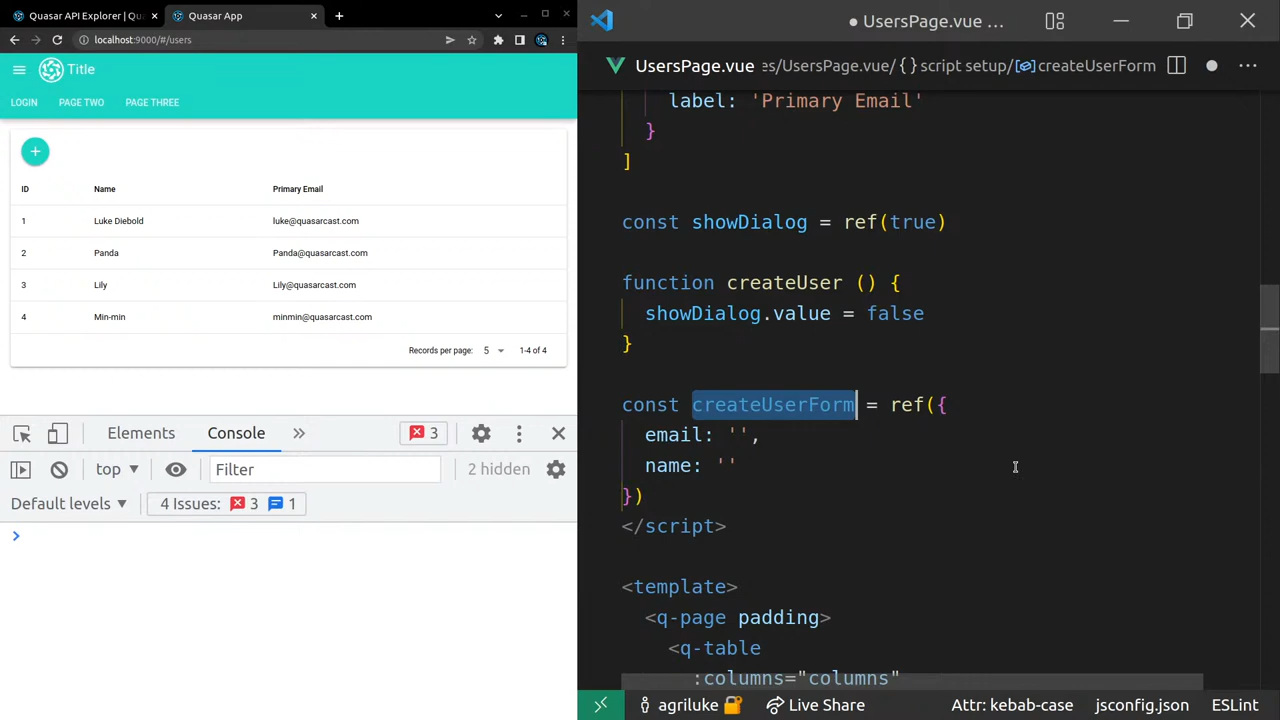 Quasar API Explorer | Qu
Quasar App
localhost:9000/#/users
Title
LOGIN PAGE TWO PAGE THREE
+
ID Name Primary Email
1 Luke Diebold luke@quasarcast.com
2 Panda Panda@quasarcast.com
3 Lily Lily@quasarcast.com
4 Min-min minmin@quasarcast.com
Records per page: 5 1-4 of 4
Elements Console 3
top Filter 2 hidden
Default levels 4 Issues: 3 1
● UsersPage.vue ...
UsersPage.vue es/UsersPage.vue/ {} script setup/ createUserForm
label: 'Primary Email'
}
]
const showDialog = ref(true)
function createUser () {
showDialog.value = false
}
const createUserForm = ref({
email: '',
name: ''
})
</script>
<template>
<q-page padding>
<q-table
:columns="columns"
agriluke Live Share Attr: kebab-case jsconfig.json ESLint